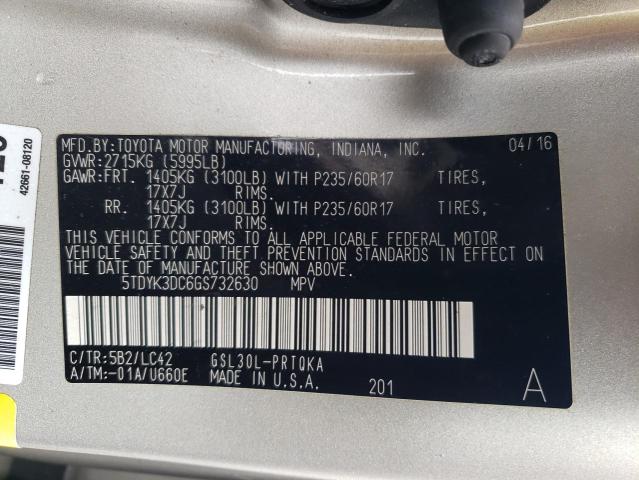 MFD.BY:TOYOTA MOTOR MANUFACTURING, INDIANA, INC. 04/16
GVWR:2715KG (5995LB)
GAWR:FRT. 1405KG (3100LB) WITH P235/60R17 TIRES,
17X7J RIMS.
RR. 1405KG (3100LB) WITH P235/60R17 TIRES,
17X7J RIMS.
THIS VEHICLE CONFORMS TO ALL APPLICABLE FEDERAL MOTOR
VEHICLE SAFETY AND THEFT PREVENTION STANDARDS IN EFFECT
ON THE DATE OF MANUFACTURE SHOWN ABOVE.
5TDYK3DC6GS732630 MPV
C/TR:5B2/LC42 GSL30L-PRTQKA
A/TM:-01A/U660E MADE IN U.S.A. 201 A
42661-08120